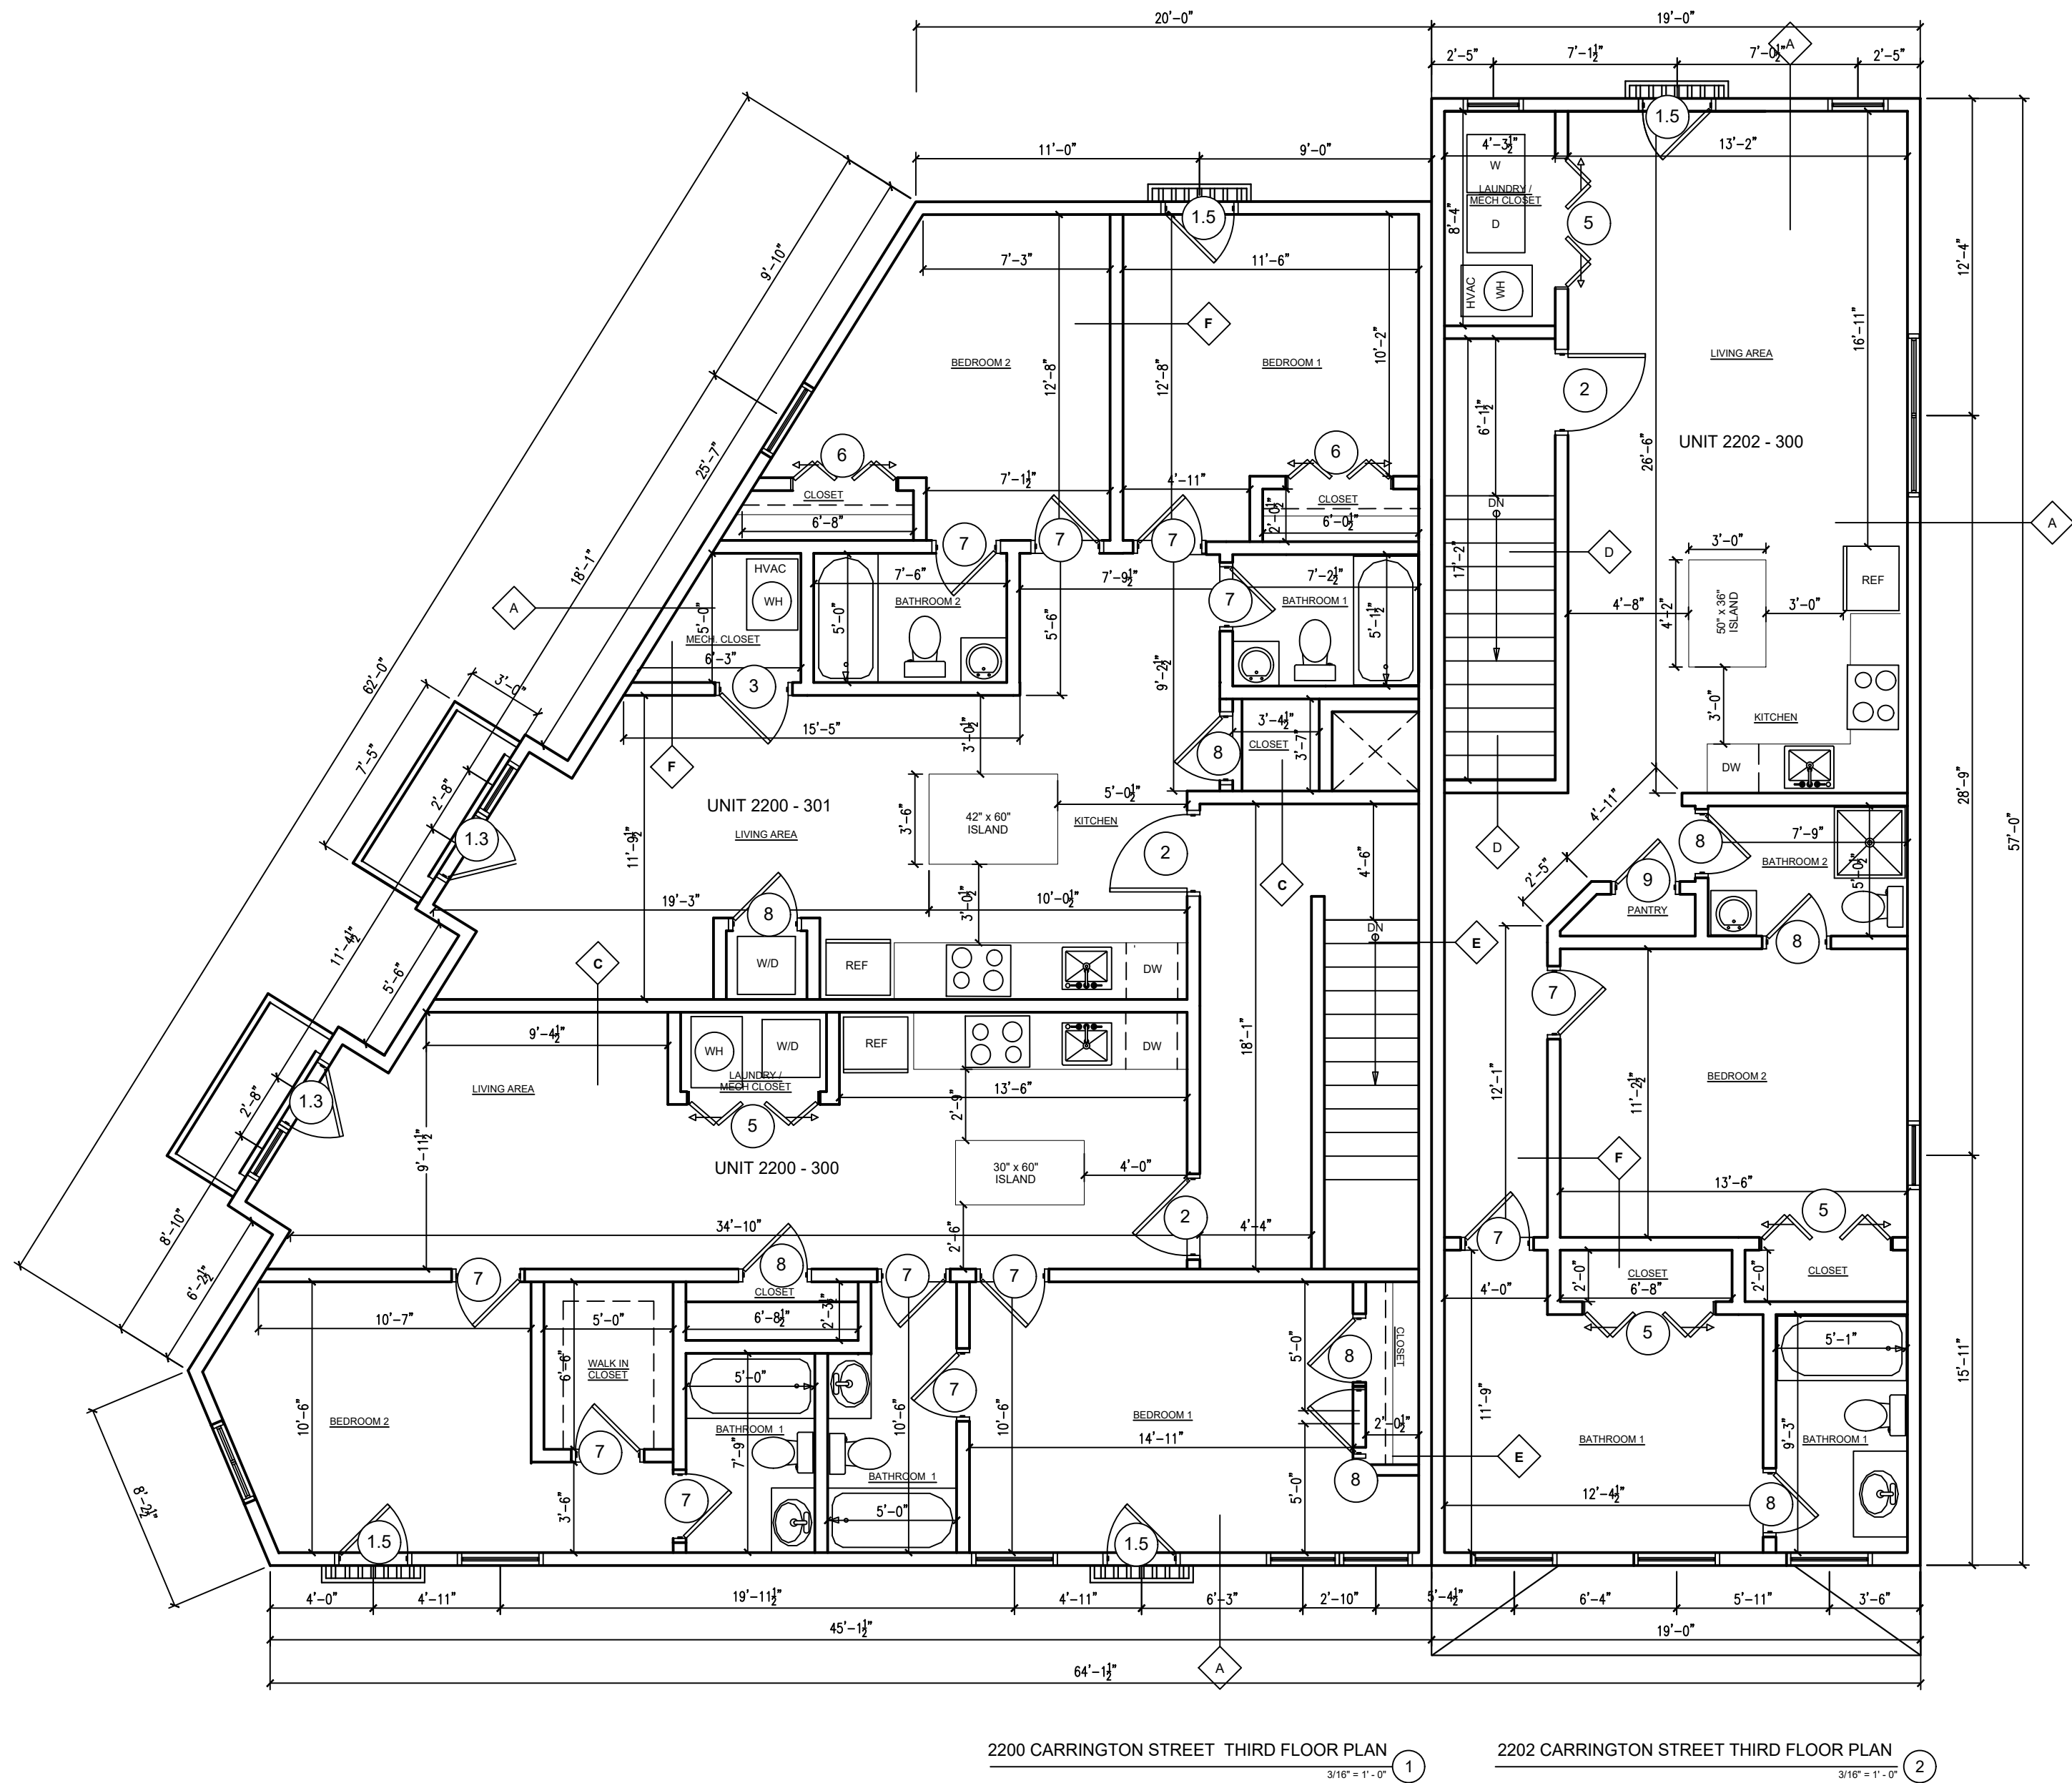 20'-0"
19'-0"
2'-5"
7'-1½"
7'-0½"
A
2'-5"
11'-0"
9'-0"
1.5
4'-3½"
13'-2"
W
LAUNDRY /
MECH CLOSET
8'-4"
D
5
HVAC
WH
1.5
9'-10"
7'-3"
11'-6"
12'-4"
F
16'-11"
10'-2"
BEDROOM 2
12'-8"
12'-8"
BEDROOM 1
LIVING AREA
2
6'-1½"
UNIT 2202 - 300
26'-6"
6
6
25'-7"
CLOSET
6'-8"
7'-1½"
4'-11"
CLOSET
2'-0½"
6'-0½"
DN
A
7
7
7
D
17'-2"
3'-0"
REF
18'-1"
HVAC
WH
7'-6"
BATHROOM 2
7'-9½"
7
7'-2½"
BATHROOM 1
A
5'-0"
5'-0"
5'-6"
5'-1½"
4'-8"
4'-2"
50" x 36"
ISLAND
3'-0"
MECH. CLOSET
6'-3"
3
9'-2½"
62'-0"
3'-0"
15'-5"
3'-0½"
8
3'-4½"
CLOSET
3'-7"
3'-0"
KITCHEN
F
DW
7'-5"
2'-8"
1.3
UNIT 2200 - 301
LIVING AREA
11'-9½"
3'-6"
42" x 60"
ISLAND
5'-0½"
KITCHEN
2
4'-6"
C
D
4'-11"
28'-9"
57'-0"
8
7'-9"
BATHROOM 2
5'-0½"
2'-5"
9
PANTRY
19'-3"
8
3'-0½"
10'-0½"
DN
E
8
11'-4½"
5'-6"
C
W/D
REF
DW
7
9'-4½"
WH
W/D
REF
DW
18'-1"
LIVING AREA
LAUNDRY /
MECH CLOSET
13'-6"
2'-9"
5
12'-1"
11'-2½"
BEDROOM 2
2'-8"
1.3
9'-11½"
UNIT 2200 - 300
30" x 60"
ISLAND
4'-0"
F
13'-6"
5
8'-10"
34'-10"
2'-6"
2
4'-4"
7
6'-2½"
7
8
7
7
CLOSET
6'-8½"
2'-3½"
4'-0"
2'-0"
CLOSET
6'-8"
2'-0"
CLOSET
10'-7"
5'-0"
5'-0"
8
CLOSET
5
5'-1"
WALK IN
CLOSET
6'-6"
5'-0"
7
10'-6"
BEDROOM 2
BATHROOM 1
7'-9"
10'-6"
10'-6"
BEDROOM 1
14'-11"
2'-0½"
11'-9"
BATHROOM 1
9'-3"
BATHROOM 1
15'-11"
7
BATHROOM 1
E
8
8'-2½"
3'-6"
7
5'-0"
5'-0"
12'-4½"
8
1.5
1.5
4'-0"
4'-11"
19'-11½"
4'-11"
6'-3"
2'-10"
5'-4½"
6'-4"
5'-11"
3'-6"
45'-1½"
19'-0"
64'-1½"
A
2200 CARRINGTON STREET THIRD FLOOR PLAN 1
3/16" = 1' - 0"
2202 CARRINGTON STREET THIRD FLOOR PLAN 2
3/16" = 1' - 0"